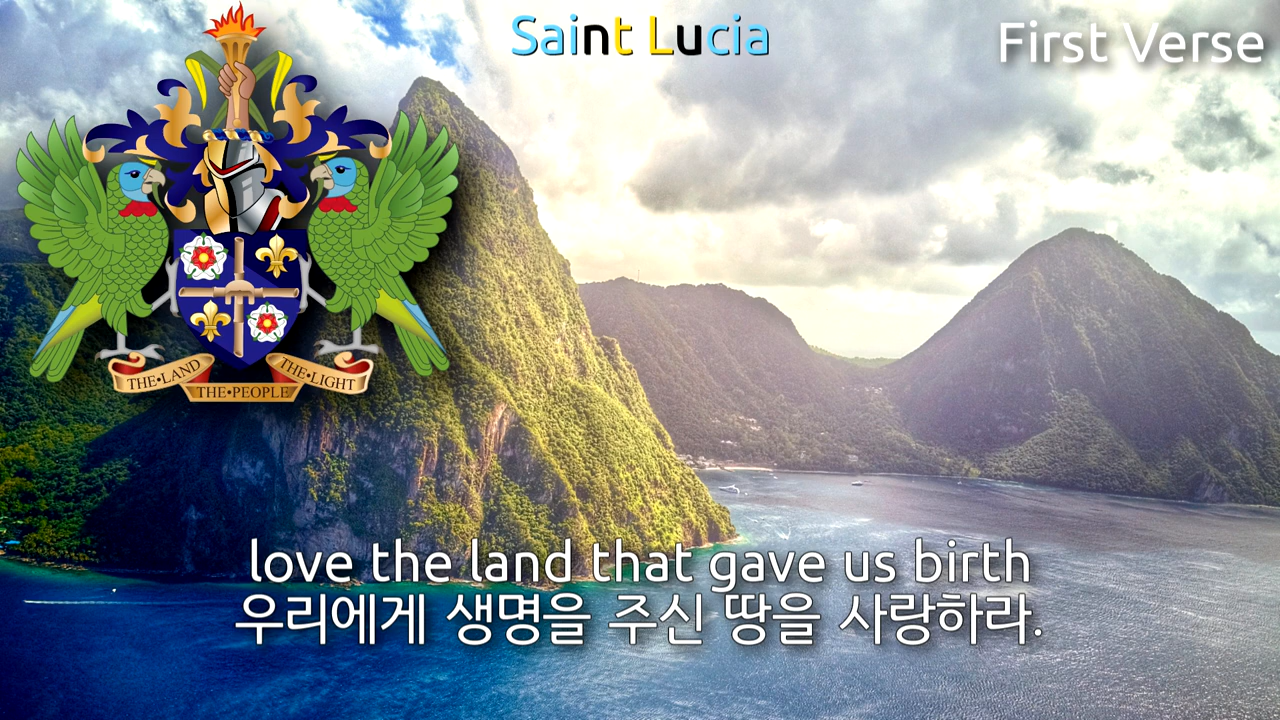 Saint Lucia
First Verse
THE•LAND
THE•PEOPLE
THE•LIGHT
love the land that gave us birth
우리에게 생명을 주신 땅을 사랑하라.